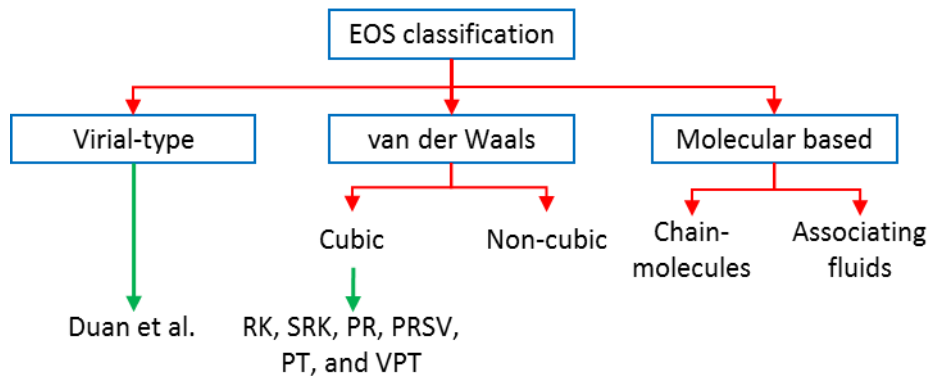 EOS classification
Virial-type
van der Waals
Molecular based
Cubic
Non-cubic
Chain-
molecules
Associating
fluids
Duan et al.
RK, SRK, PR, PRSV,
PT, and VPT